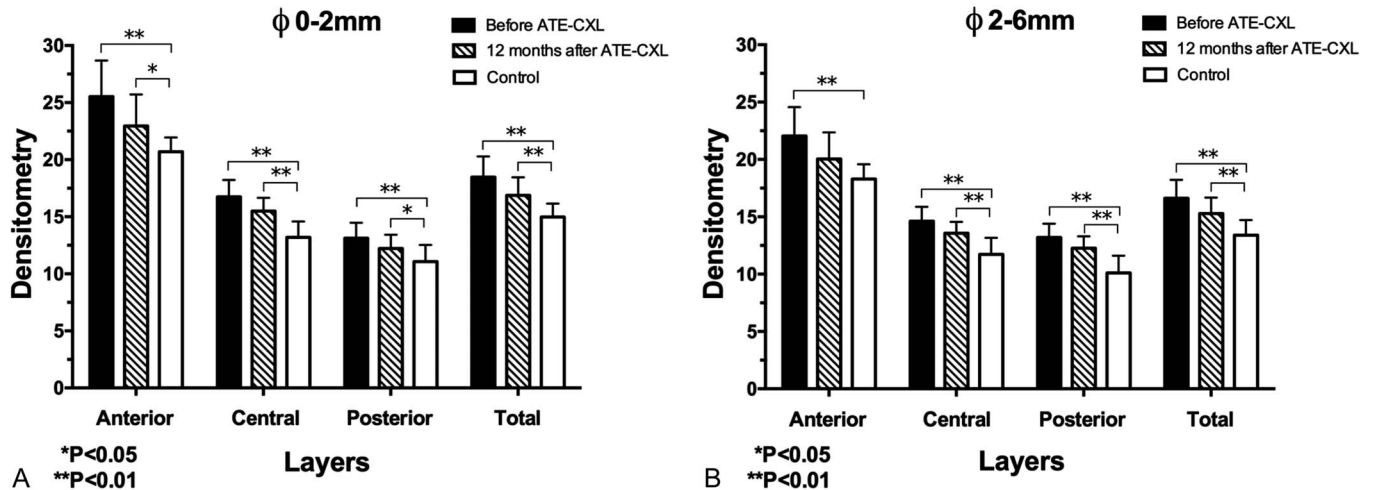 ϕ 0-2mm
Before ATE-CXL
12 months after ATE-CXL
Control
Densitometry
30
25
20
15
10
5
0
** * ** ** ** * ** **
Anterior Central Posterior Total
Layers
*P<0.05
**P<0.01
A
ϕ 2-6mm
Before ATE-CXL
12 months after ATE-CXL
Control
Densitometry
30
25
20
15
10
5
0
** ** ** ** ** ** **
Anterior Central Posterior Total
Layers
*P<0.05
**P<0.01
B